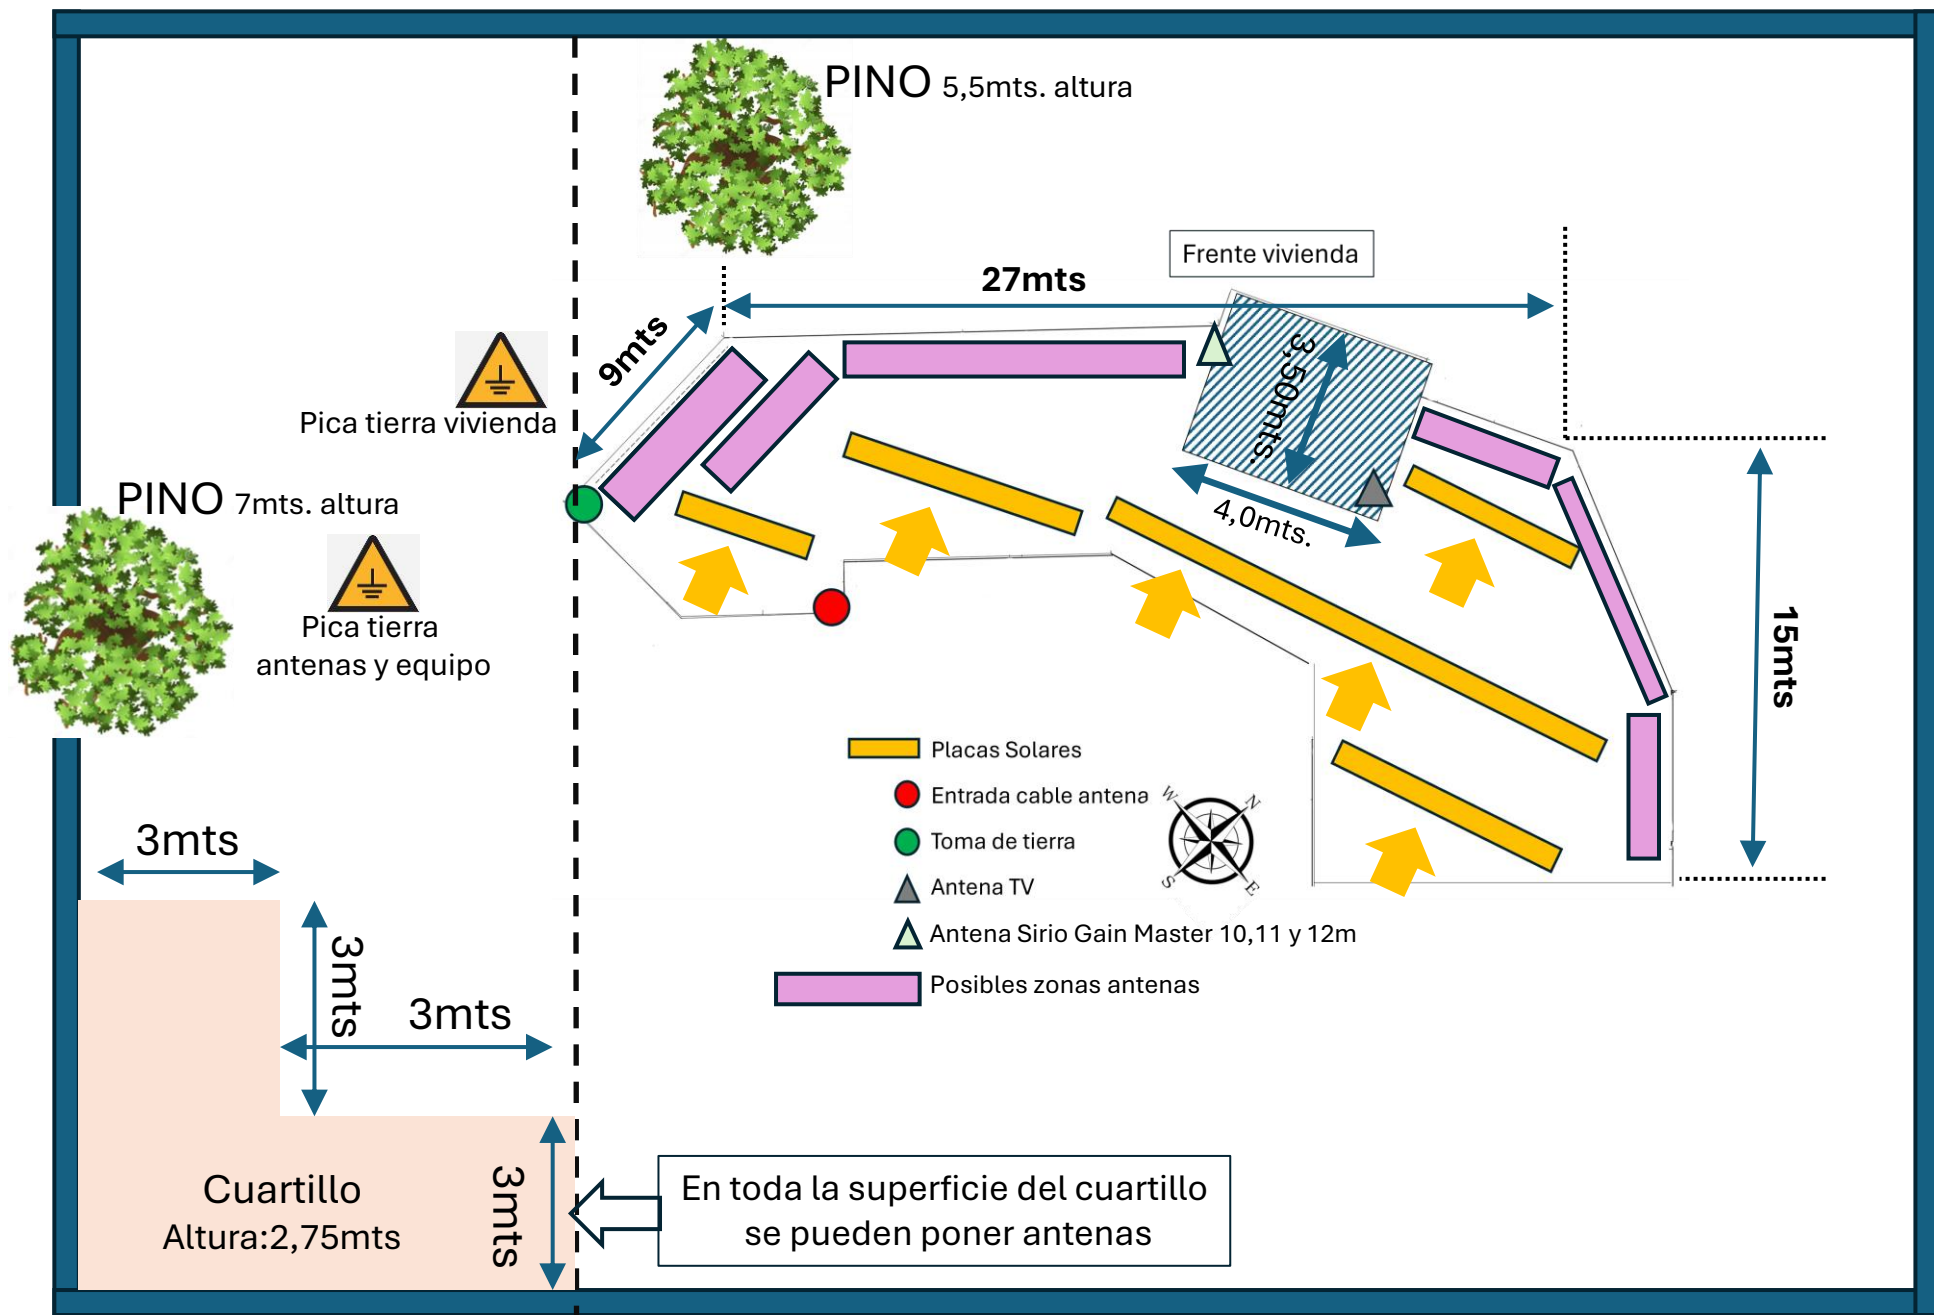 PINO 5,5mts. altura
Frente vivienda
27mts
9mts
3,50mts.
4,0mts.
Pica tierra vivienda
PINO 7mts. altura
Pica tierra
antenas y equipo
15mts
Placas Solares
Entrada cable antena
Toma de tierra
Antena TV
Antena Sirio Gain Master 10,11 y 12m
Posibles zonas antenas
W
N
S
E
3mts
3mts
3mts
3mts
Cuartillo
Altura:2,75mts
En toda la superficie del cuartillo
se pueden poner antenas